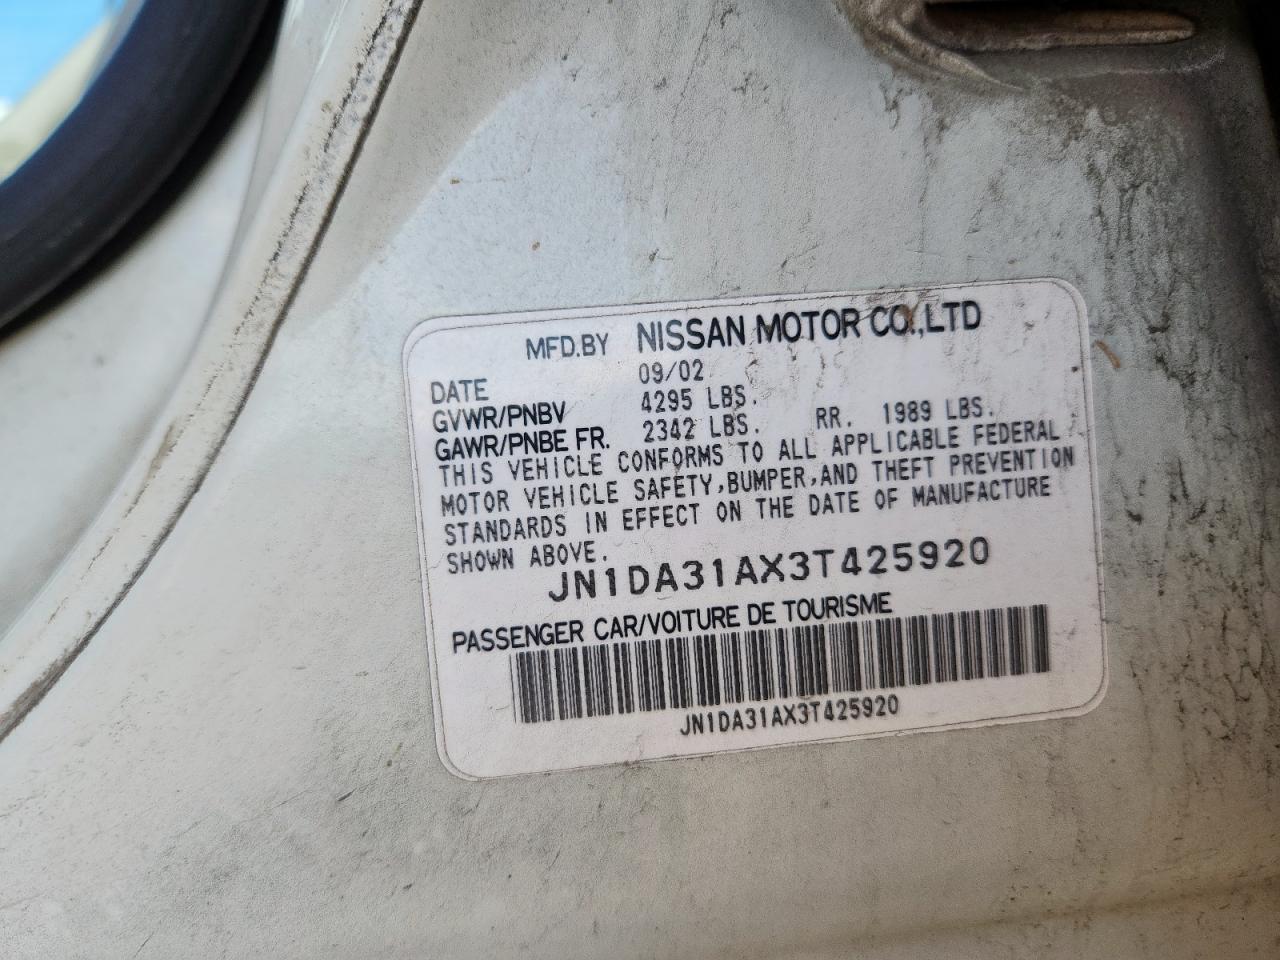 MFD.BY NISSAN MOTOR CO.,LTD
DATE 09/02
GVWR/PNBV 4295 LBS.
GAWR/PNBE FR. 2342 LBS. RR. 1989 LBS.
THIS VEHICLE CONFORMS TO ALL APPLICABLE FEDERAL
MOTOR VEHICLE SAFETY,BUMPER,AND THEFT PREVENTION
STANDARDS IN EFFECT ON THE DATE OF MANUFACTURE
SHOWN ABOVE.
JN1DA31AX3T425920
PASSENGER CAR/VOITURE DE TOURISME
JN1DA31AX3T425920